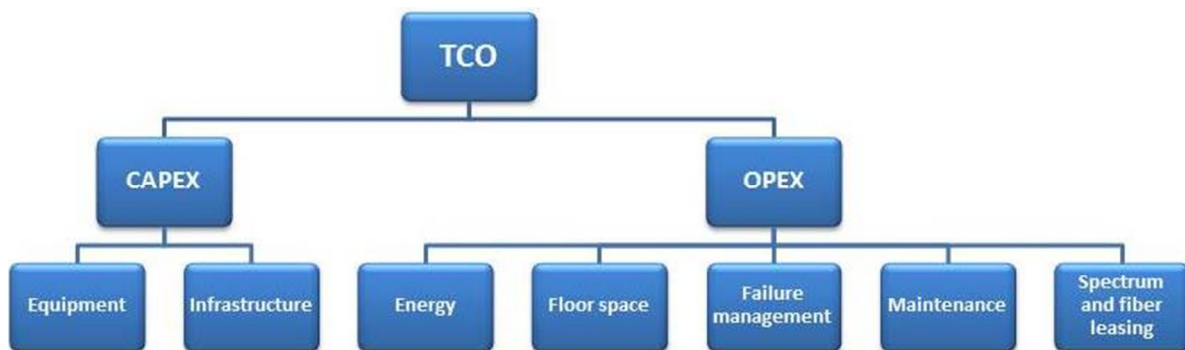 TCO
CAPEX
OPEX
Equipment
Infrastructure
Energy
Floor space
Failure
management
Maintenance
Spectrum
and fiber
leasing